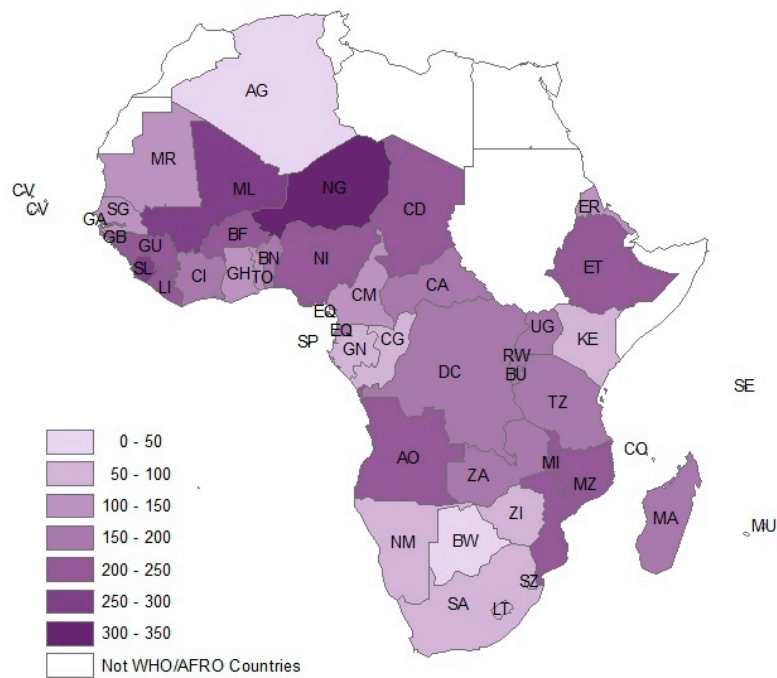 AG
MR
ML
NG
CD
CV
CV
SG
GA
GB
GU
BF
BN
NI
ER
ET
SL
LI
CI
GH
TO
CM
CA
EQ
EQ
SP
GN
CG
DC
UG
KE
RW
BU
TZ
SE
AO
ZA
MI
MZ
CO
MA
MU
NM
BW
ZI
SA
LT
SZ
0 - 50
50 - 100
100 - 150
150 - 200
200 - 250
250 - 300
300 - 350
Not WHO/AFRO Countries